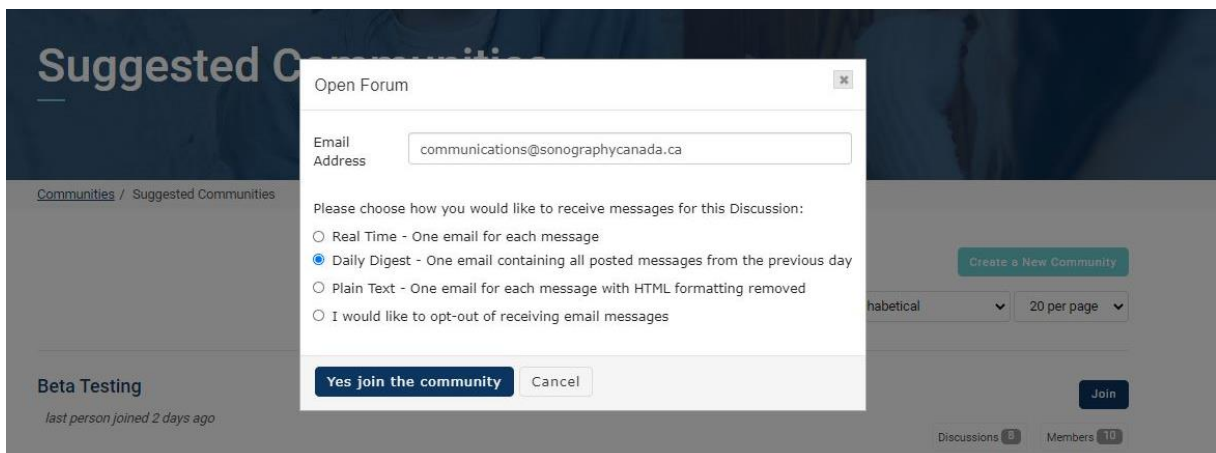 Suggested C
Open Forum
Email
Address
communications@sonographycanada.ca
Communities / Suggested Communities
Please choose how you would like to receive messages for this Discussion:
Real Time - One email for each message
Daily Digest - One email containing all posted messages from the previous day
Plain Text - One email for each message with HTML formatting removed
I would like to opt-out of receiving email messages
Create a New Community
habetical
20 per page
Yes join the community
Cancel
Beta Testing
last person joined 2 days ago
Join
Discussions 8
Members 10